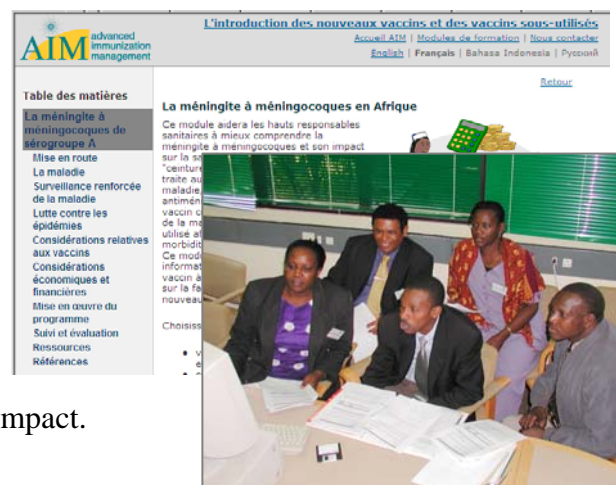 AIM advanced
immunization
management
L'introduction des nouveaux vaccins et des vaccins sous-utilisés
Accueil AIM | Modules de formation | Nous contacter
English | Français | Bahasa Indonesia | Русский
Retour
Table des matières
La méningite à
méningocoques de
sérogroupe A
Mise en route
La maladie
Surveillance renforcée
de la maladie
Lutte contre les
épidémies
Considérations relatives
aux vaccins
Considérations
économiques et
financières
Mise en œuvre du
programme
Suivi et évaluation
Ressources
Références
La méningite à méningocoques en Afrique
Ce module aidera les hauts responsables
sanitaires à mieux comprendre la
méningite à méningocoques et son impact
sur la
"ceinture
traite au
maladie,
antimén
vaccin c
de la ma
utilisé
morbidit
Ce mod
informat
vaccin à
sur la fa
nouveau
Choisiss
mpact.